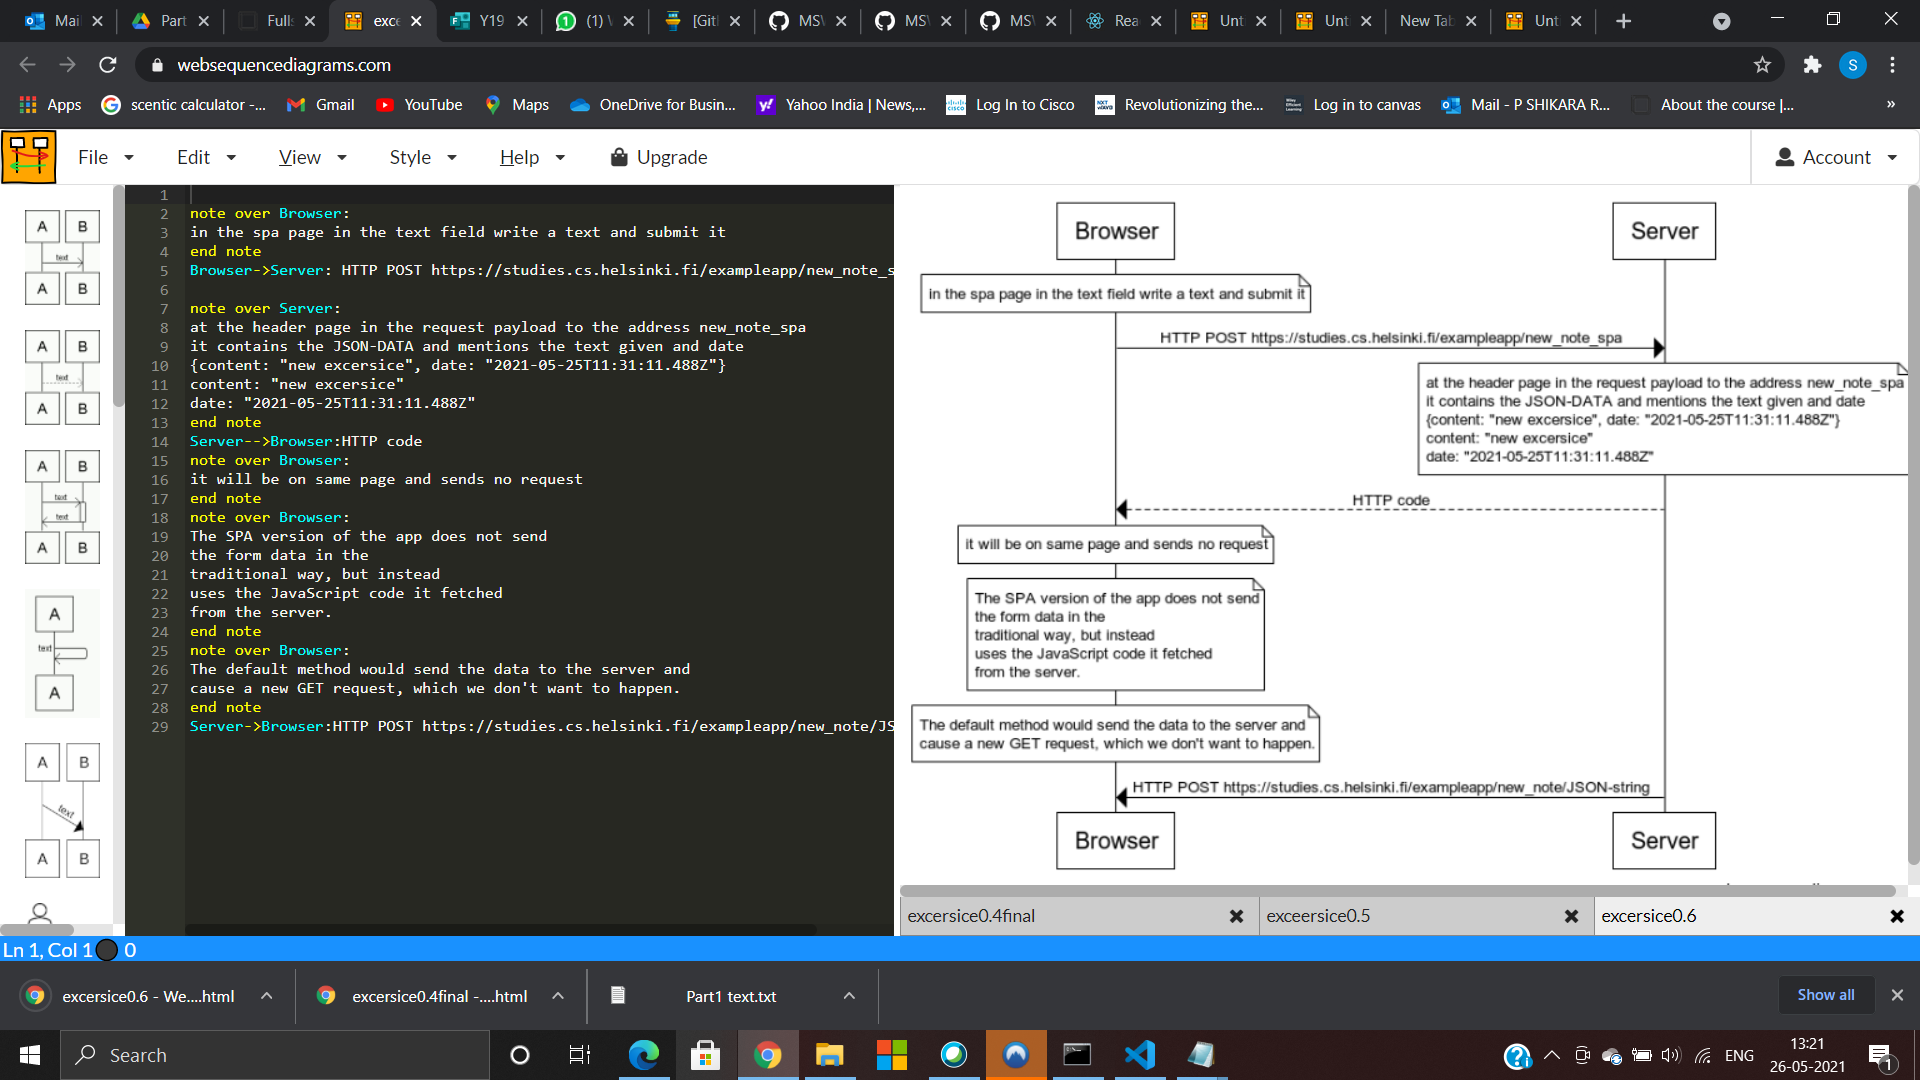 Mail
Part
Full
exce
Y19
(1)
[Git
MS
MS
MS
Rea
Unt
Unt
New Tab
Unt
websequencediagrams.com
S
Apps
scentic calculator -...
Gmail
YouTube
Maps
OneDrive for Busin...
Yahoo India | News,...
Log In to Cisco
Revolutionizing the...
Log in to canvas
Mail - P SHIKARA R...
About the course |...
»
File
Edit
View
Style
Help
Upgrade
Account
A B
text
A B
A B
text
A B
A B
text
text
A B
A
text
A
A B
text
A B
1
2 note over Browser:
3 in the spa page in the text field write a text and submit it
4 end note
5 Browser->Server: HTTP POST https://studies.cs.helsinki.fi/exampleapp/new_note_s
6
7 note over Server:
8 at the header page in the request payload to the address new_note_spa
9 it contains the JSON-DATA and mentions the text given and date
10 {content: "new excersice", date: "2021-05-25T11:31:11.488Z"}
11 content: "new excersice"
12 date: "2021-05-25T11:31:11.488Z"
13 end note
14 Server-->Browser:HTTP code
15 note over Browser:
16 it will be on same page and sends no request
17 end note
18 note over Browser:
19 The SPA version of the app does not send
20 the form data in the
21 traditional way, but instead
22 uses the JavaScript code it fetched
23 from the server.
24 end note
25 note over Browser:
26 The default method would send the data to the server and
27 cause a new GET request, which we don't want to happen.
28 end note
29 Server->Browser:HTTP POST https://studies.cs.helsinki.fi/exampleapp/new_note/JS
Browser
Server
in the spa page in the text field write a text and submit it
HTTP POST https://studies.cs.helsinki.fi/exampleapp/new_note_spa
at the header page in the request payload to the address new_note_spa
it contains the JSON-DATA and mentions the text given and date
{content: "new excersice", date: "2021-05-25T11:31:11.488Z"}
content: "new excersice"
date: "2021-05-25T11:31:11.488Z"
HTTP code
it will be on same page and sends no request
The SPA version of the app does not send
the form data in the
traditional way, but instead
uses the JavaScript code it fetched
from the server.
The default method would send the data to the server and
cause a new GET request, which we don't want to happen.
HTTP POST https://studies.cs.helsinki.fi/exampleapp/new_note/JSON-string
Browser
Server
excersice0.4final
exceersice0.5
excersice0.6
Ln 1, Col 1 0
excersice0.6 - We....html
excersice0.4final -....html
Part1 text.txt
Show all
Search
ENG
13:21
26-05-2021
1